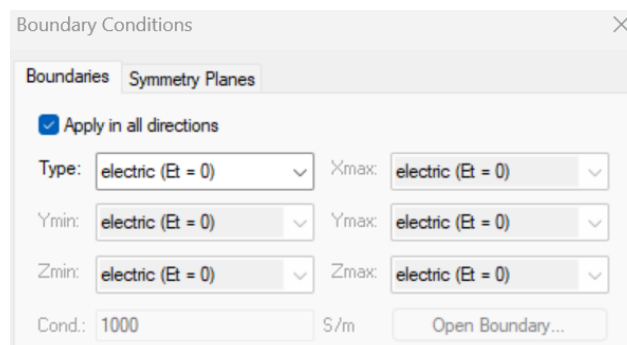 Boundary Conditions
Boundaries Symmetry Planes
Apply in all directions
Type: electric (Et = 0) Xmax: electric (Et = 0)
Ymin: electric (Et = 0) Ymax: electric (Et = 0)
Zmin: electric (Et = 0) Zmax: electric (Et = 0)
Cond.: 1000 S/m Open Boundary...